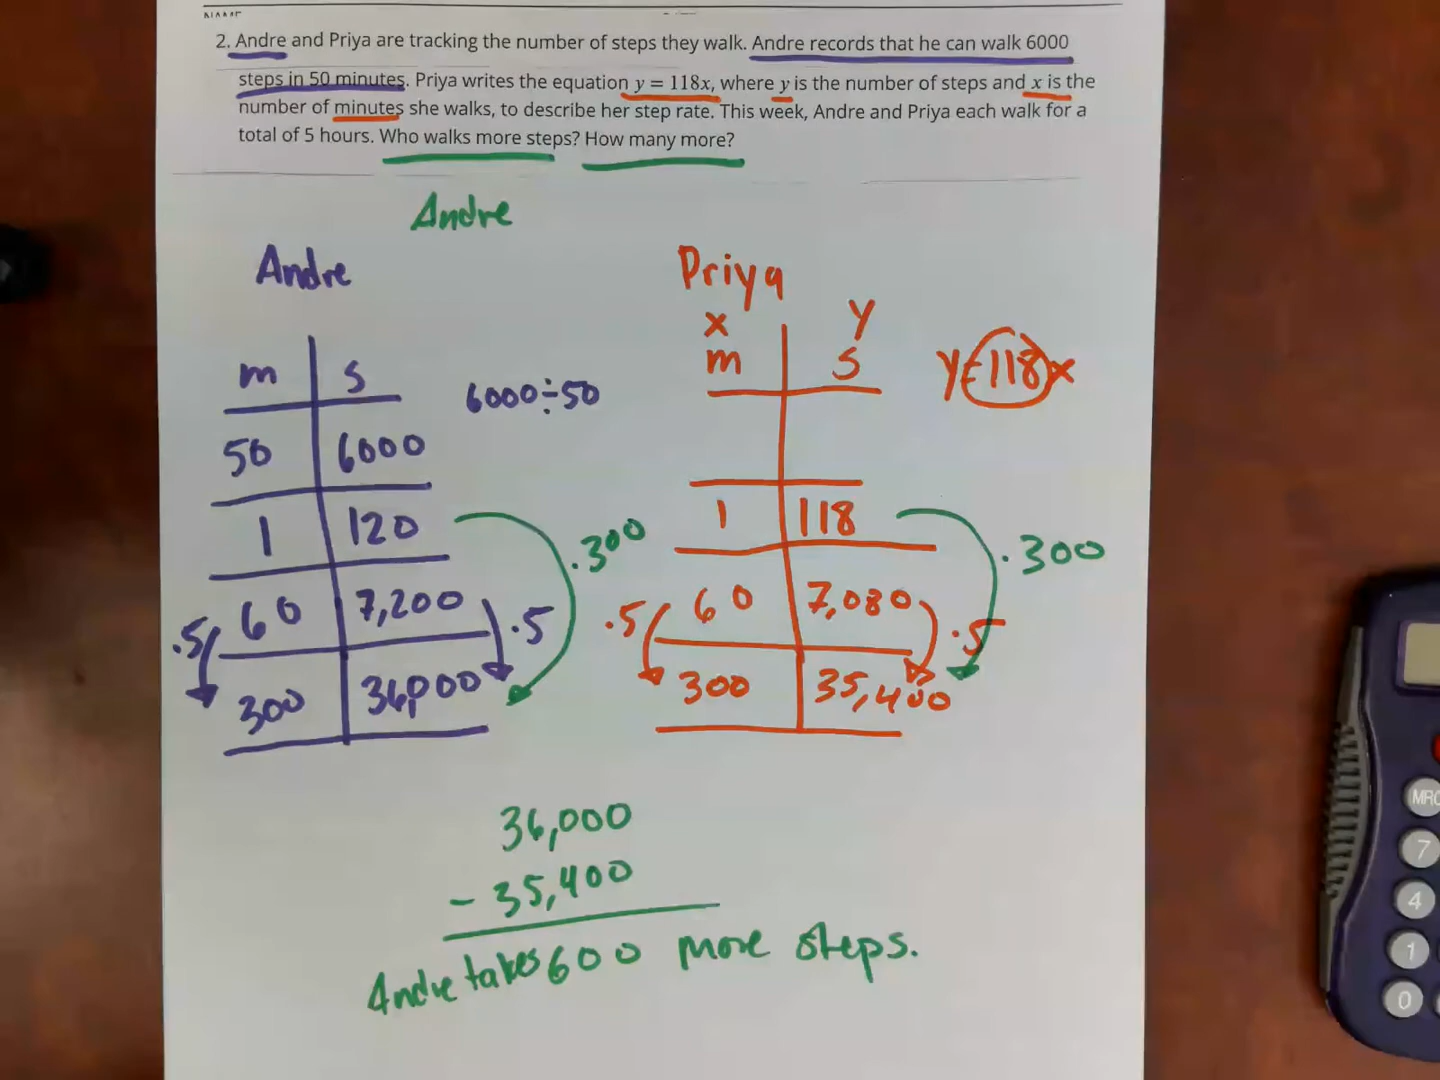 2. Andre and Priya are tracking the number of steps they walk. Andre records that he can walk 6000
steps in 50 minutes. Priya writes the equation y = 118x, where y is the number of steps and x is the
number of minutes she walks, to describe her step rate. This week, Andre and Priya each walk for a
total of 5 hours. Who walks more steps? How many more?
Andre
Andre
m s
6000÷50
50 6000
1 120
·300
60 7,200
·5 ·5
300 36,000
Priya
x y
m s
y=118x
1 118
·300
60 7,080
·5 ·5
300 35,400
36,000
- 35,400
Andre takes 600 more steps.
MRC
7
4
1
0